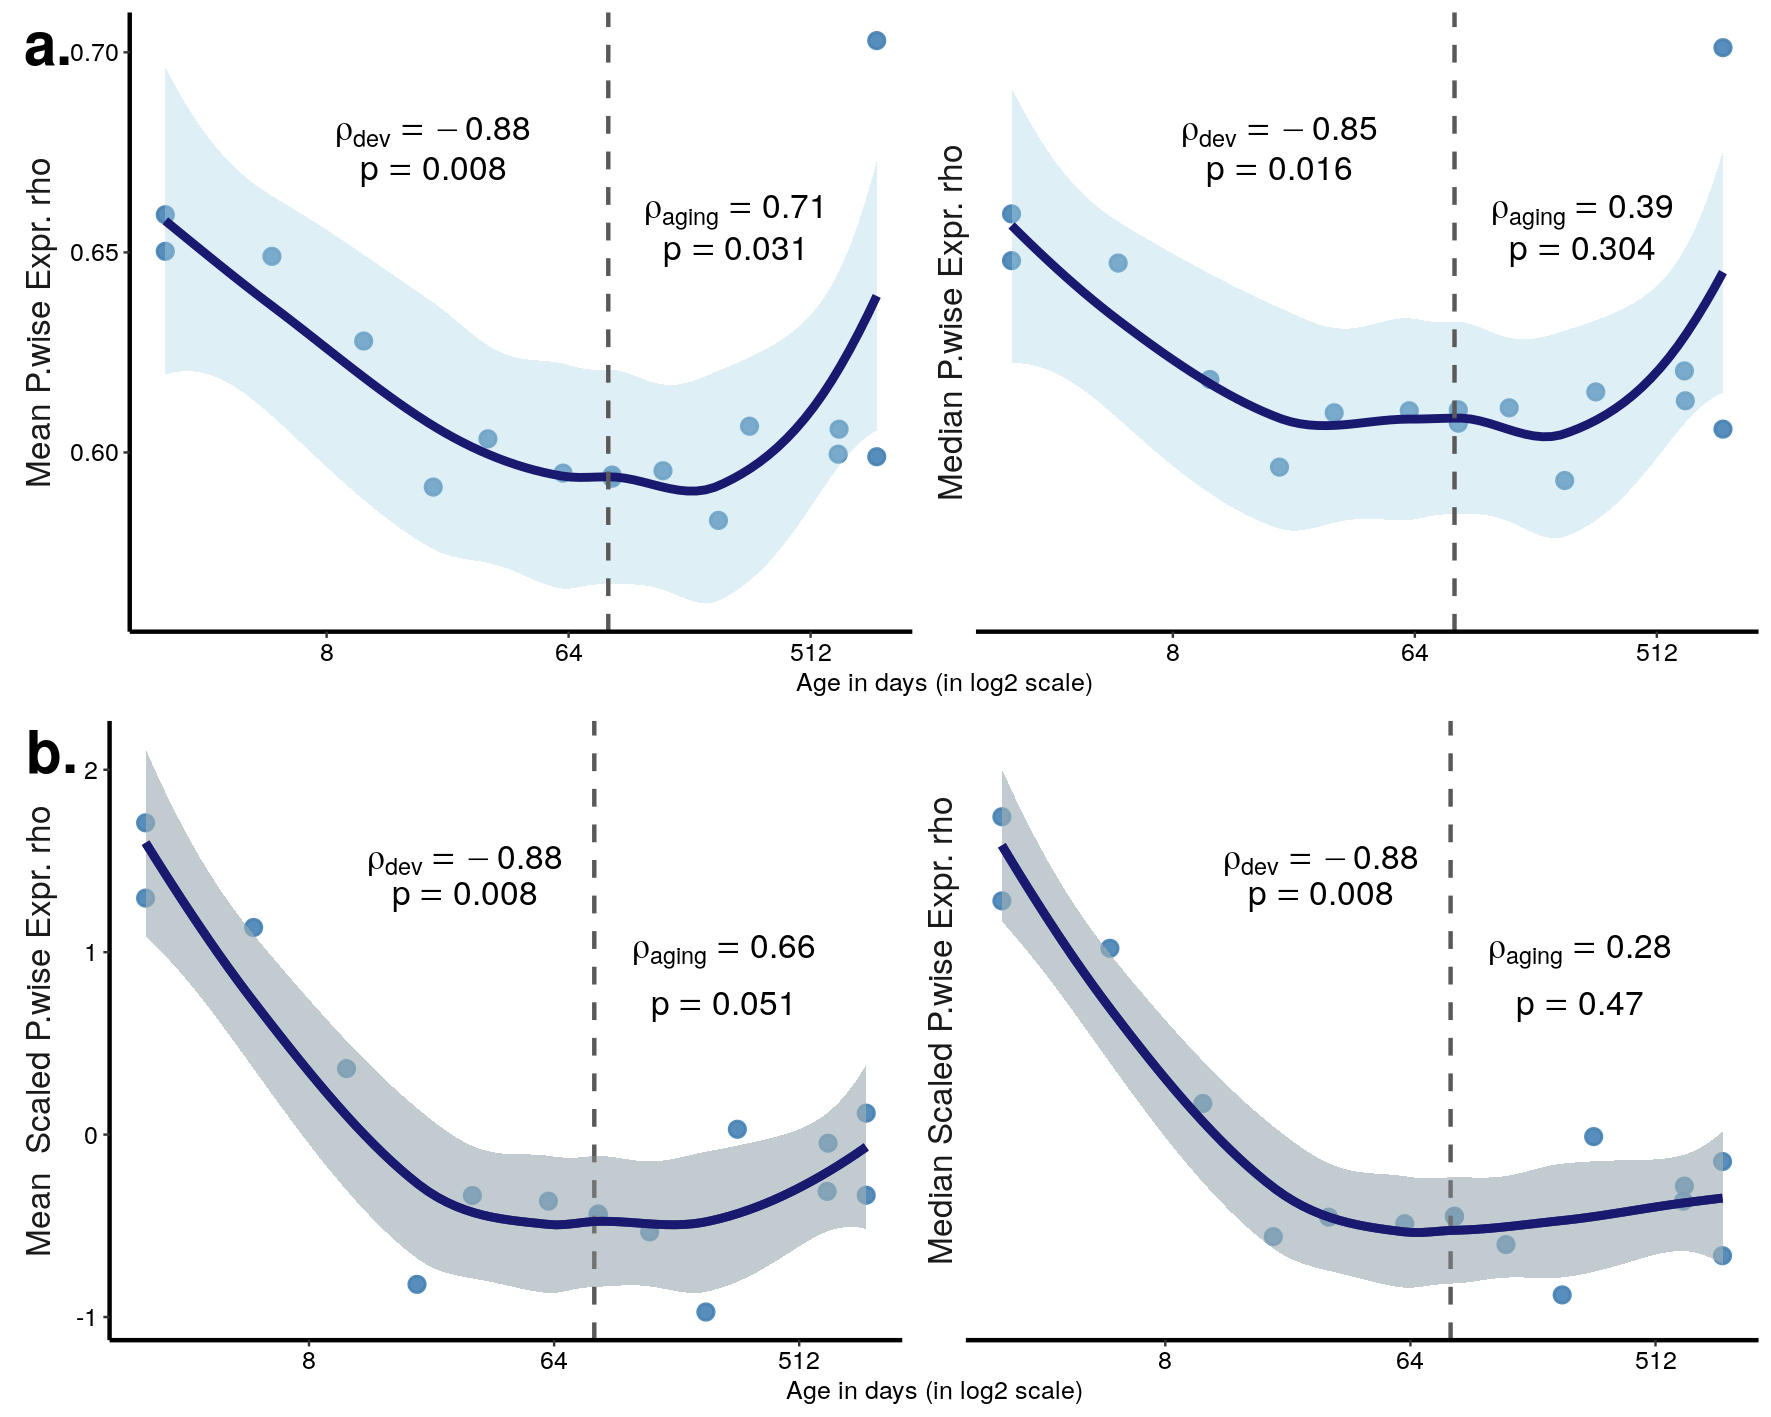 a.
0.70
0.65
0.60
Mean P.wise Expr. rho
ρdev = − 0.88
p = 0.008
ρaging = 0.71
p = 0.031
8 64 512
Median P.wise Expr. rho
ρdev = − 0.85
p = 0.016
ρaging = 0.39
p = 0.304
8 64 512
Age in days (in log2 scale)
b.
2
1
0
-1
Mean  Scaled P.wise Expr. rho
ρdev = − 0.88
p = 0.008
ρaging = 0.66
p = 0.051
8 64 512
Median Scaled P.wise Expr. rho
ρdev = − 0.88
p = 0.008
ρaging = 0.28
p = 0.47
8 64 512
Age in days (in log2 scale)